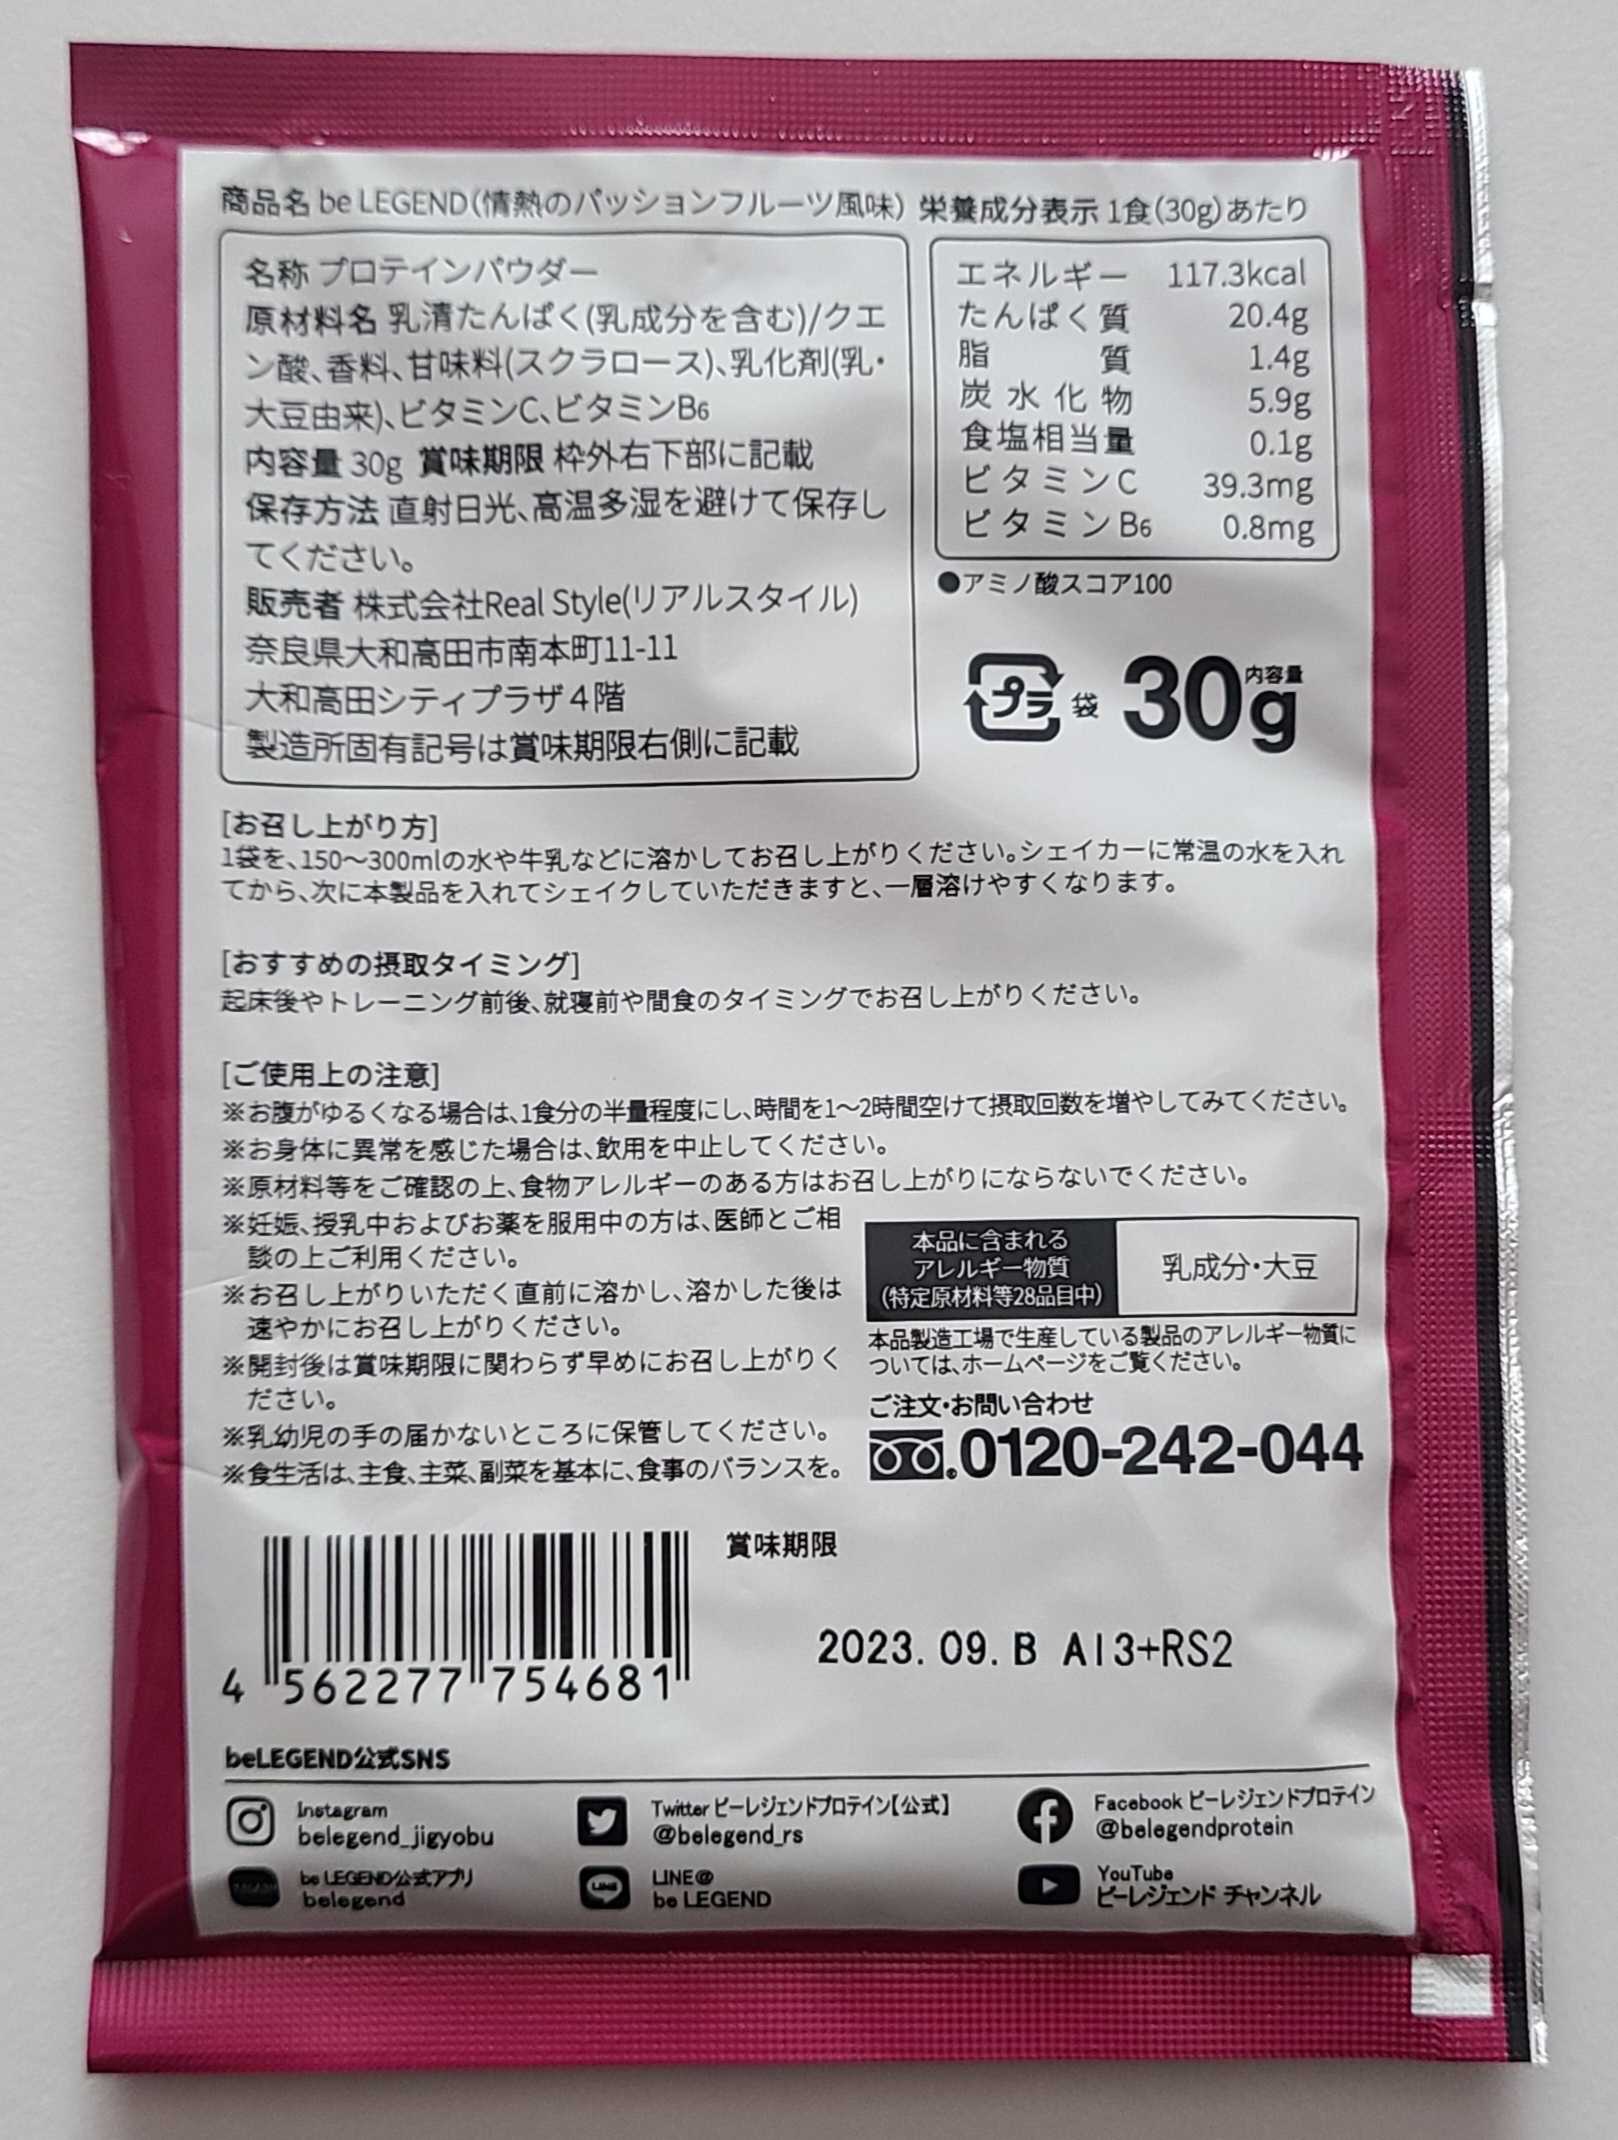 商品名 be LEGEND(情熱のパッションフルーツ風味)
名称 プロテインパウダー
原材料名 乳清たんぱく(乳成分を含む)/クエ
ン酸、香料、甘味料(スクラロース)、乳化剤(乳・
大豆由来)、ビタミンC、ビタミンB6
内容量 30g 賞味期限 枠外右下部に記載
保存方法 直射日光、高温多湿を避けて保存し
てください。
販売者 株式会社Real Style(リアルスタイル)
奈良県大和高田市南本町11-11
大和高田シティプラザ4階
製造所固有記号は賞味期限右側に記載
栄養成分表示 1食(30g)あたり
エネルギー 117.3kcal
たんぱく質 20.4g
脂質 1.4g
炭水化物 5.9g
食塩相当量 0.1g
ビタミンC 39.3mg
ビタミンB6 0.8mg
●アミノ酸スコア100
プラ 袋 内容量 30g
[お召し上がり方]
1袋を、150〜300mlの水や牛乳などに溶かしてお召し上がりください。シェイカーに常温の水を入れ
てから、次に本製品を入れてシェイクしていただきますと、一層溶けやすくなります。
[おすすめの摂取タイミング]
起床後やトレーニング前後、就寝前や間食のタイミングでお召し上がりください。
[ご使用上の注意]
※お腹がゆるくなる場合は、1食分の半量程度にし、時間を1〜2時間空けて摂取回数を増やしてみてください。
※お身体に異常を感じた場合は、飲用を中止してください。
※原材料等をご確認の上、食物アレルギーのある方はお召し上がりにならないでください。
※妊娠、授乳中およびお薬を服用中の方は、医師とご相
談の上ご利用ください。
※お召し上がりいただく直前に溶かし、溶かした後は
速やかにお召し上がりください。
※開封後は賞味期限に関わらず早めにお召し上がりく
ださい。
※乳幼児の手の届かないところに保管してください。
※食生活は、主食、主菜、副菜を基本に、食事のバランスを。
本品に含まれる
アレルギー物質
(特定原材料等28品目中)
乳成分・大豆
本品製造工場で生産している製品のアレルギー物質に
ついては、ホームページをご覧ください。
ご注文・お問い合わせ
0120-242-044
賞味期限
2023. 09. B A13+RS2
4 562277 754681
beLEGEND公式SNS
Instagram
belegend_jigyobu
Twitter ビーレジェンドプロテイン【公式】
@belegend_rs
Facebook ビーレジェンドプロテイン
@belegendprotein
be LEGEND公式アプリ
belegend
LINE
LINE@
be LEGEND
YouTube
ビーレジェンド チャンネル